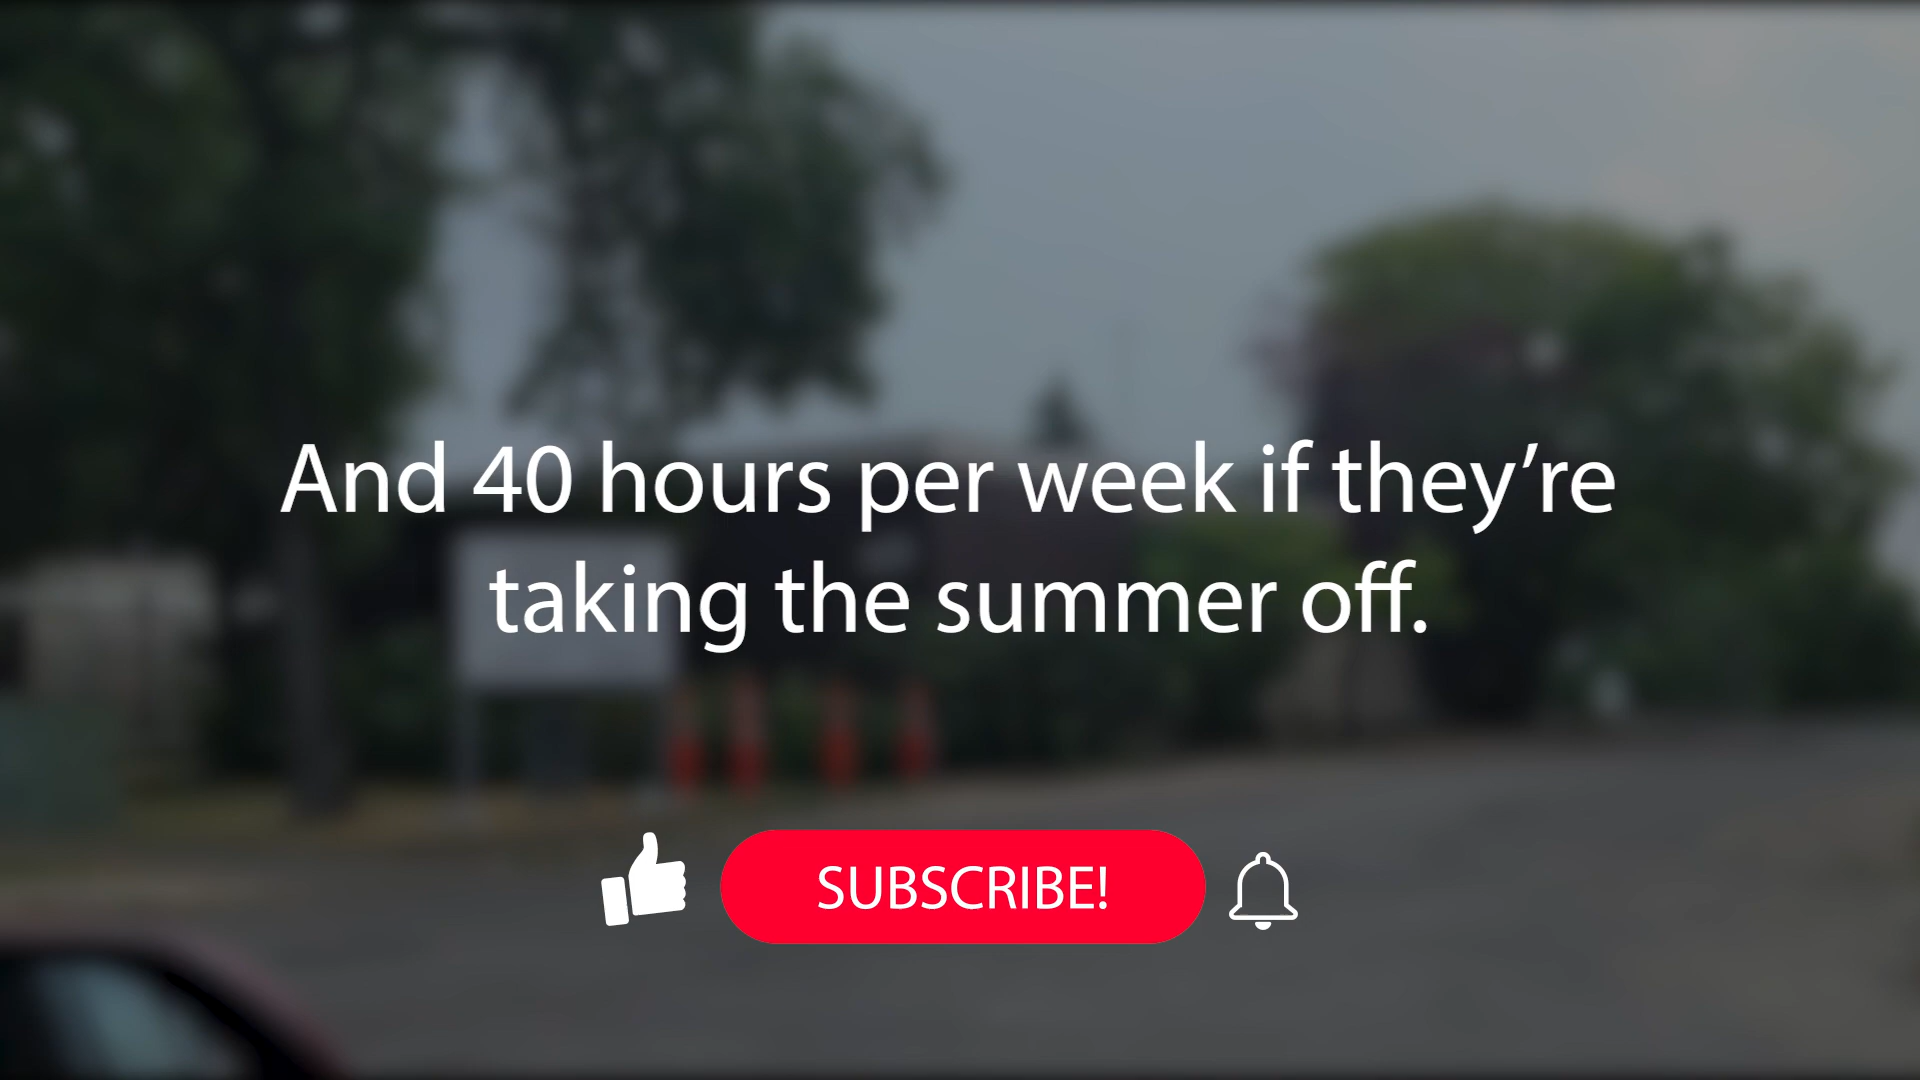 And 40 hours per week if they’re
taking the summer off.
SUBSCRIBE!